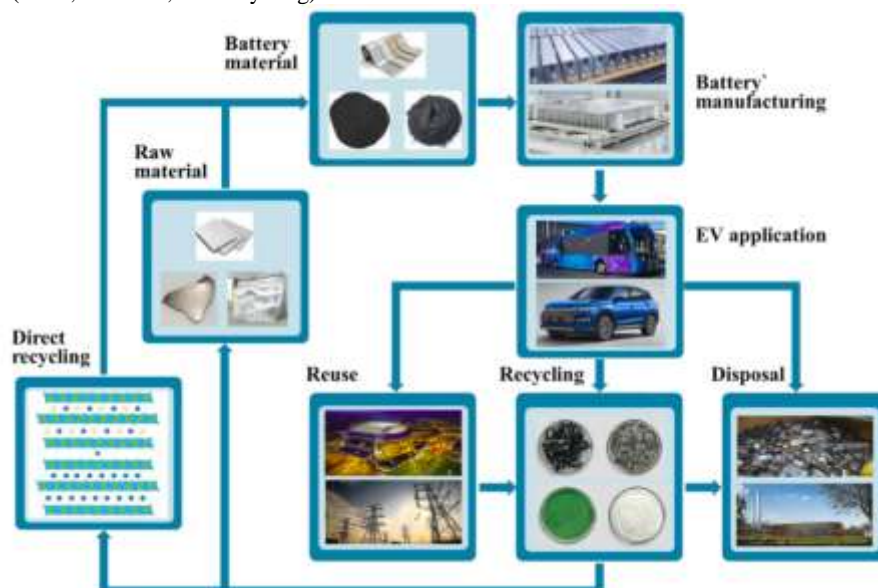 Battery
material
Battery`
manufacturing
Raw
material
EV application
Direct
recycling
Reuse
Recycling
Disposal